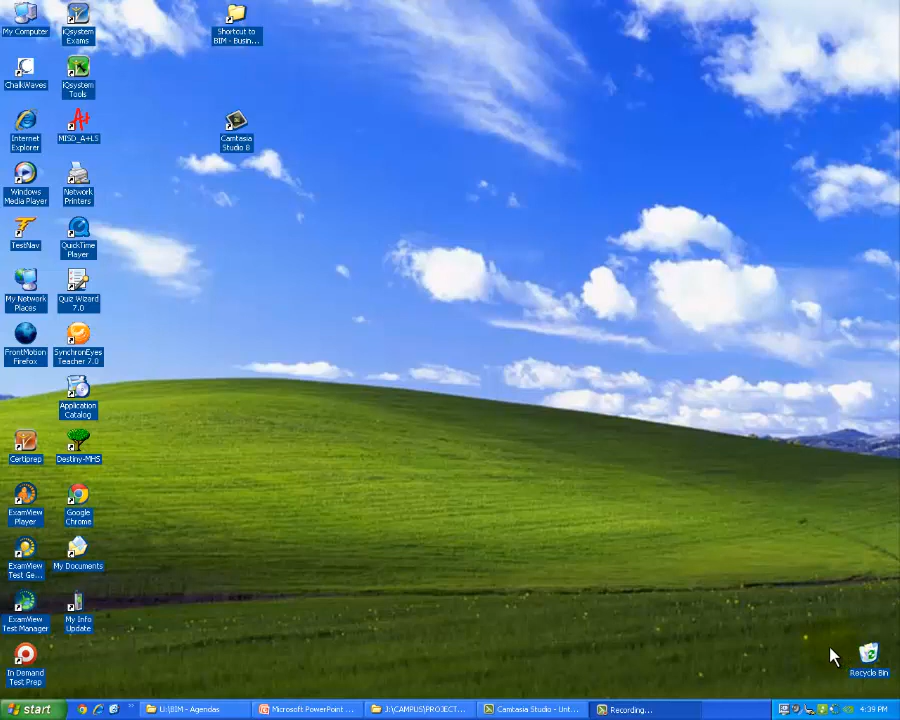 My Computer
iQsystem
Exams
Shortcut to
BIM - Busin...
ChalkWaves
iQsystem
Tools
Internet
Explorer
MISD_A+LS
Camtasia
Studio 8
Windows
Media Player
Network
Printers
TestNav
QuickTime
Player
My Network
Places
Quiz Wizard
7.0
FrontMotion
Firefox
SynchronEyes
Teacher 7.0
Application
Catalog
Certiprep
Destiny-MHS
ExamView
Player
Google
Chrome
ExamView
Test Ge...
My Documents
ExamView
Test Manager
My Info
Update
In Demand
Test Prep
Recycle Bin
start
U:\BIM - Agendas
Microsoft PowerPoint ...
J:\CAMPUS\PROJECT...
Camtasia Studio - Unt...
Recording...
4:39 PM